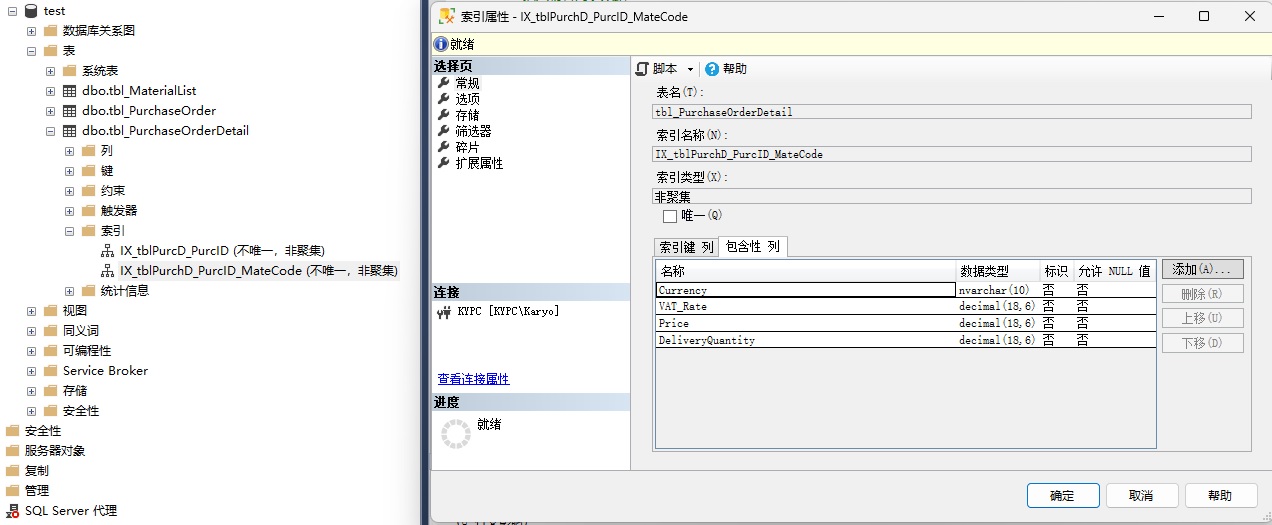 test
数据库关系图
表
系统表
dbo.tbl_MaterialList
dbo.tbl_PurchaseOrder
dbo.tbl_PurchaseOrderDetail
列
键
约束
触发器
索引
IX_tblPurcD_PurcID (不唯一，非聚集)
IX_tblPurchD_PurcID_MateCode (不唯一，非聚集)
统计信息
视图
同义词
可编程性
Service Broker
存储
安全性
安全性
服务器对象
复制
管理
SQL Server 代理
索引属性 - IX_tblPurchD_PurcID_MateCode
就绪
选择页
常规
选项
存储
筛选器
碎片
扩展属性
连接
KYPC [KYPC\Karyo]
查看连接属性
进度
就绪
脚本
帮助
表名(T):
tbl_PurchaseOrderDetail
索引名称(N):
IX_tblPurchD_PurcID_MateCode
索引类型(X):
非聚集
唯一(Q)
索引键 列 包含性 列
名称 数据类型 标识 允许 NULL 值
Currency nvarchar(10) 否 否
VAT_Rate decimal(18,6) 否 否
Price decimal(18,6) 否 否
DeliveryQuantity decimal(18,6) 否 否
添加(A)...
删除(R)
上移(U)
下移(D)
确定 取消 帮助